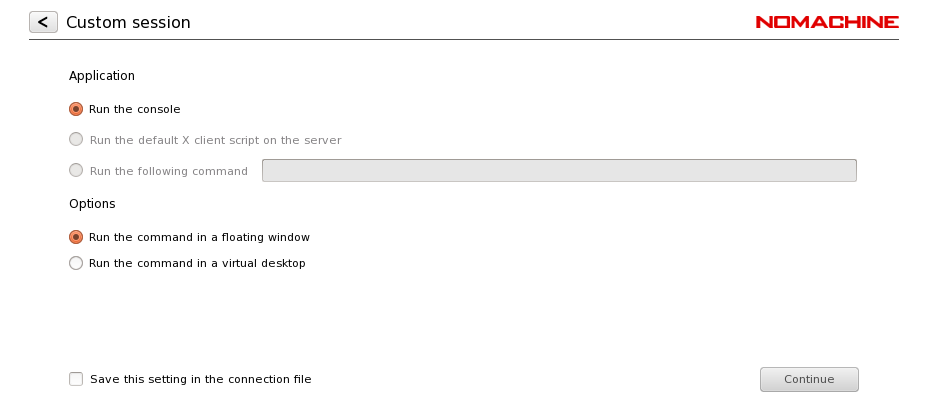 < Custom session NOMACHINE
Application
Run the console
Run the default X client script on the server
Run the following command
Options
Run the command in a floating window
Run the command in a virtual desktop
Save this setting in the connection file Continue